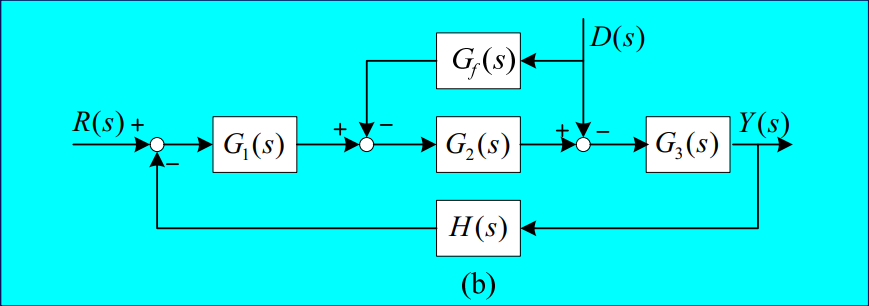 D(s)
G_f(s)
R(s) + + − + − Y(s)
G_1(s) G_2(s) G_3(s)
−
H(s)
(b)